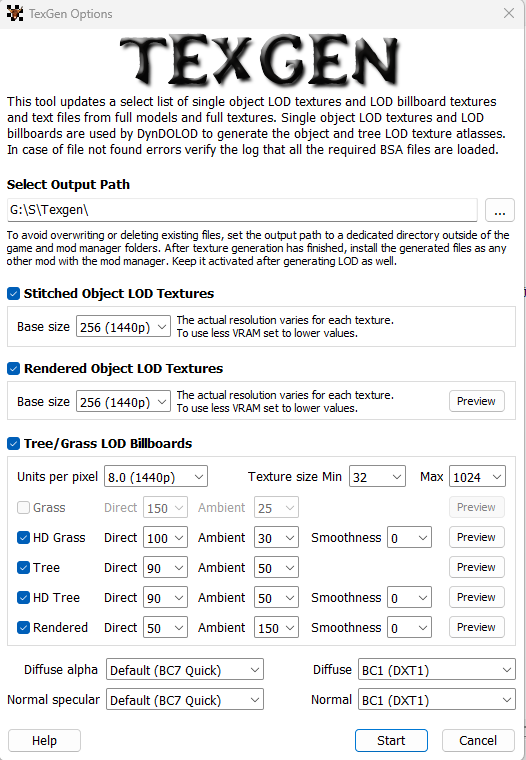 TexGen Options
TEXGEN
This tool updates a select list of single object LOD textures and LOD billboard textures
and text files from full models and full textures. Single object LOD textures and LOD
billboards are used by DynDOLOD to generate the object and tree LOD texture atlasses.
In case of file not found errors verify the log that all the required BSA files are loaded.
Select Output Path
G:\S\Texgen\
...
To avoid overwriting or deleting existing files, set the output path to a dedicated directory outside of the
game and mod manager folders. After texture generation has finished, install the generated files as any
other mod with the mod manager. Keep it activated after generating LOD as well.
Stitched Object LOD Textures
Base size 256 (1440p) The actual resolution varies for each texture.
To use less VRAM set to lower values.
Rendered Object LOD Textures
Base size 256 (1440p) The actual resolution varies for each texture.
To use less VRAM set to lower values.
Preview
Tree/Grass LOD Billboards
Units per pixel 8.0 (1440p) Texture size Min 32 Max 1024
Grass Direct 150 Ambient 25 Preview
HD Grass Direct 100 Ambient 30 Smoothness 0 Preview
Tree Direct 90 Ambient 50 Preview
HD Tree Direct 90 Ambient 50 Smoothness 0 Preview
Rendered Direct 50 Ambient 150 Smoothness 0 Preview
Diffuse alpha Default (BC7 Quick) Diffuse BC1 (DXT1)
Normal specular Default (BC7 Quick) Normal BC1 (DXT1)
Help Start Cancel